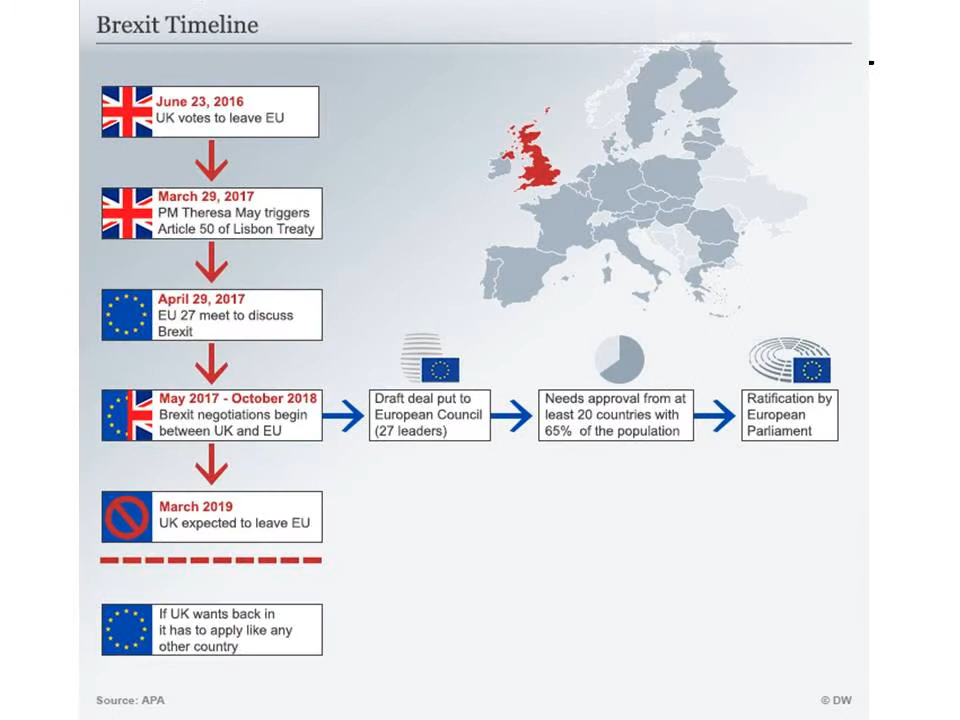 Brexit Timeline
June 23, 2016
UK votes to leave EU
March 29, 2017
PM Theresa May triggers
Article 50 of Lisbon Treaty
April 29, 2017
EU 27 meet to discuss
Brexit
May 2017 - October 2018
Brexit negotiations begin
between UK and EU
Draft deal put to
European Council
(27 leaders)
Needs approval from at
least 20 countries with
65% of the population
Ratification by
European
Parliament
March 2019
UK expected to leave EU
If UK wants back in
it has to apply like any
other country
Source: APA
© DW